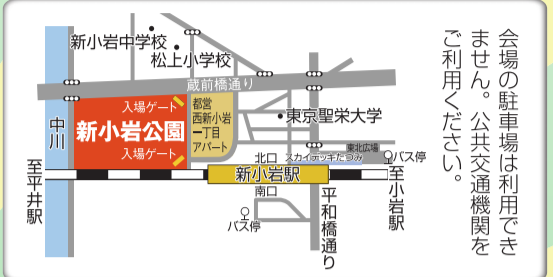 会場の駐車場は利用でき
ません。公共交通機関を
ご利用ください。
新小岩中学校
松上小学校
蔵前橋通り
入場ゲート
新小岩公園
入場ゲート
都営
西新小岩
一丁目
アパート
東京聖栄大学
中川
至平井駅
北口
スカイデッキたつみ
東北広場
バス停
新小岩駅
南口
バス停
平和橋通り
至小岩駅